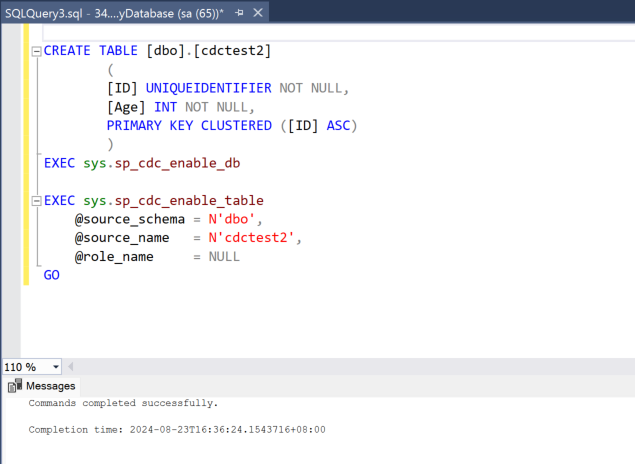 SQLQuery3.sql - 34....yDatabase (sa (65))*
CREATE TABLE [dbo].[cdctest2]
(
[ID] UNIQUEIDENTIFIER NOT NULL,
[Age] INT NOT NULL,
PRIMARY KEY CLUSTERED ([ID] ASC)
)
EXEC sys.sp_cdc_enable_db
EXEC sys.sp_cdc_enable_table
@source_schema = N'dbo',
@source_name = N'cdctest2',
@role_name = NULL
GO
110 %
Messages
Commands completed successfully.
Completion time: 2024-08-23T16:36:24.1543716+08:00